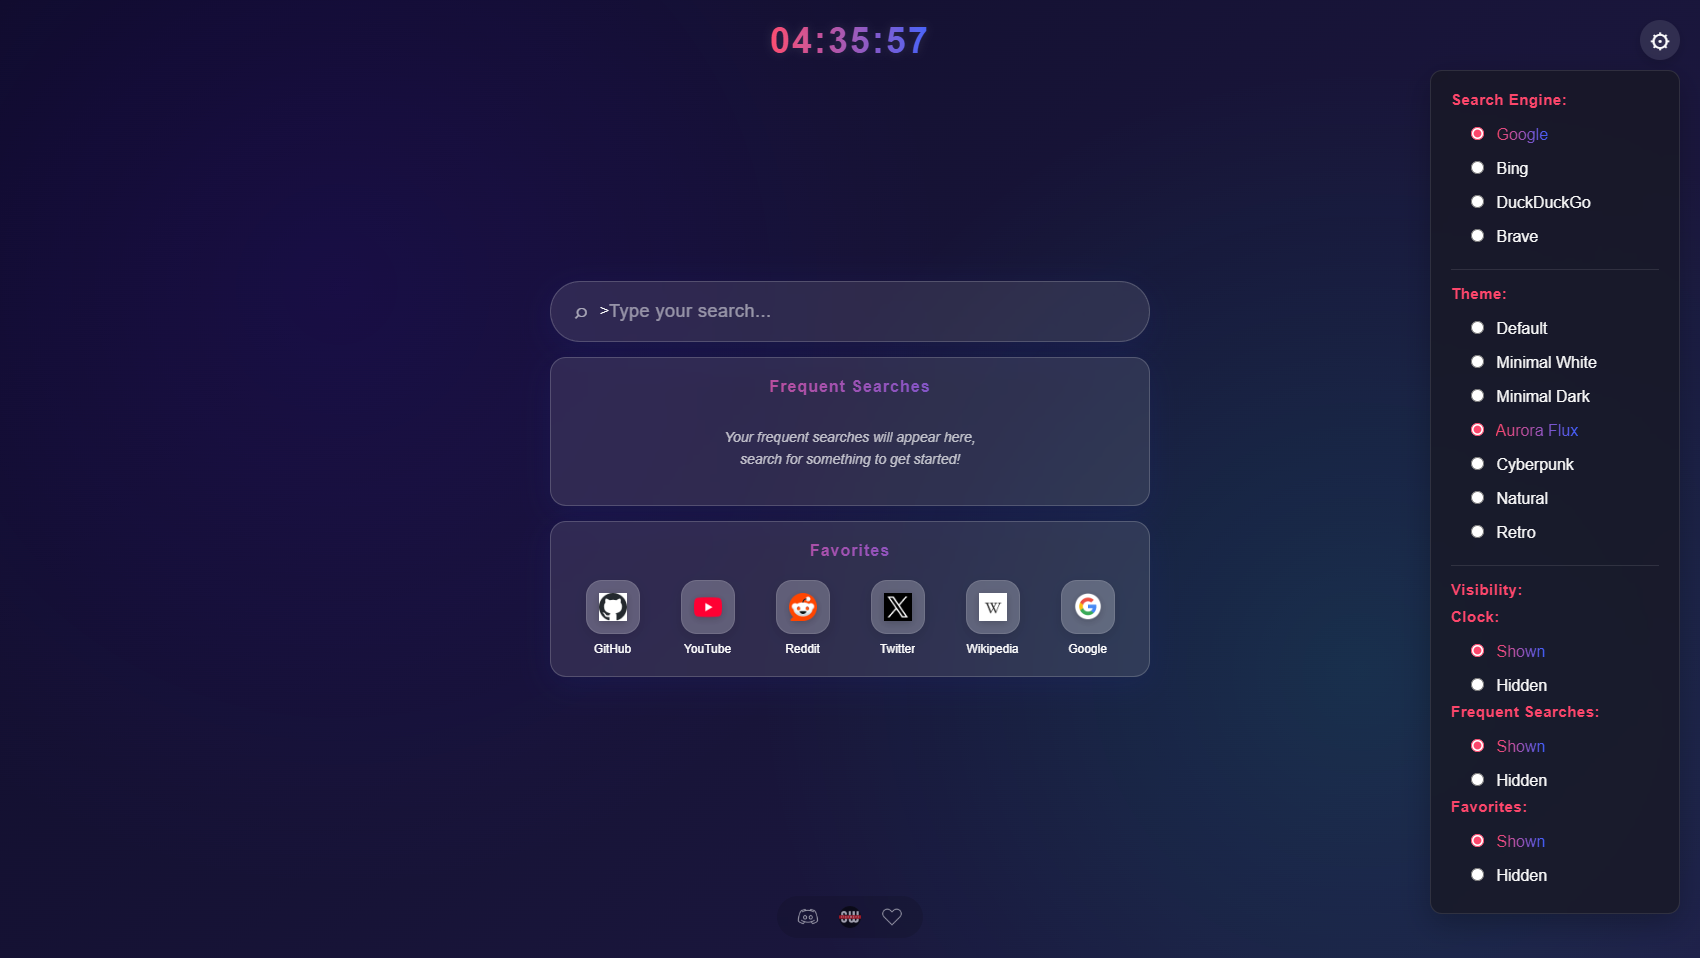 04:35:57
Search Engine:
Google
Bing
DuckDuckGo
Brave
Theme:
Default
Minimal White
Minimal Dark
Aurora Flux
Cyberpunk
Natural
Retro
Visibility:
Clock:
Shown
Hidden
Frequent Searches:
Shown
Hidden
Favorites:
Shown
Hidden
>Type your search...
Frequent Searches
Your frequent searches will appear here,
search for something to get started!
Favorites
W
GitHub YouTube Reddit Twitter Wikipedia Google